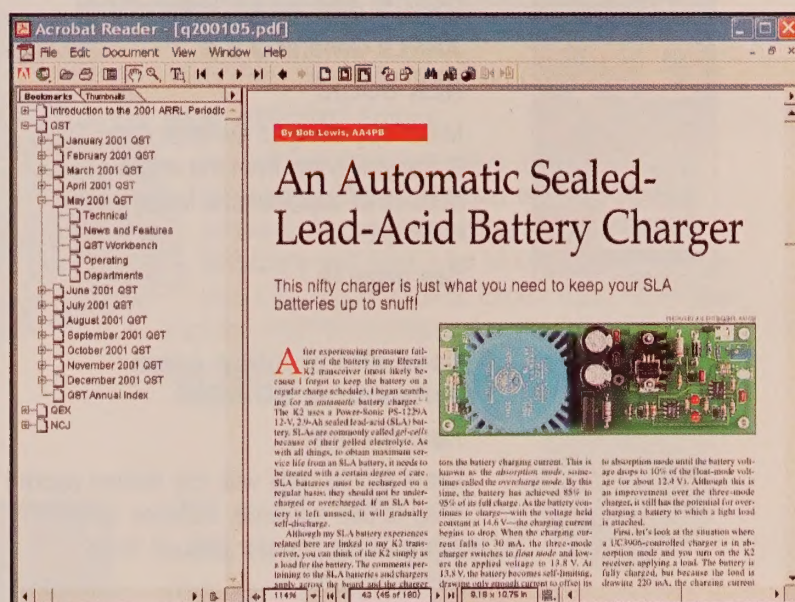 Acrobat Reader - [q200105.pdf]
File Edit Document View Window Help
Bookmarks Thumbnails
Introduction to the 2001 ARRL Periodic
QST
January 2001 QST
February 2001 QST
March 2001 QST
April 2001 QST
May 2001 QST
Technical
News and Features
QST Workbench
Operating
Departments
June 2001 QST
July 2001 QST
August 2001 QST
September 2001 QST
October 2001 QST
November 2001 QST
December 2001 QST
QST Annual Index
QEX
NCJ
By Bob Lewis, AA4PB
An Automatic Sealed-
Lead-Acid Battery Charger
This nifty charger is just what you need to keep your SLA
batteries up to snuff!
After experiencing premature fail-
ure of the battery in my Elecraft
K2 transceiver (most likely be-
cause I forgot to keep the battery on a
regular charge schedule), I began search-
ing for an automatic battery charger.
The K2 uses a Power-Sonic PS-1229A
12-V, 2.9-Ah sealed lead-acid (SLA) bat-
tery. SLAs are commonly called gel-cells
because of their gelled electrolyte. As
with all things, to obtain maximum ser-
vice life from an SLA battery, it needs to
be treated with a certain degree of care.
SLA batteries must be recharged on a
regular basis; they should not be under-
charged or overcharged. If an SLA bat-
tery is left unused, it will gradually
self-discharge.
Although my SLA battery experiences
related here are linked to my K2 trans-
ceiver, you can think of the K2 simply as
a load for the battery. The comments per-
taining to the SLA batteries and chargers
apply across the board and the charger
tors the battery charging current. This is
known as the absorption mode, some-
times called the overcharge mode. By this
time, the battery has achieved 85% to
95% of its full charge. As the battery con-
tinues to charge—with the voltage held
constant at 14.6 V—the charging current
begins to drop. When the charging cur-
rent falls to 30 mA, the three-mode
charger switches to float mode and low-
ers the applied voltage to 13.8 V. At
13.8 V, the battery becomes self-limiting,
drawing only enough current to offset its
to absorption mode until the battery volt-
age drops to 10% of the float-mode volt-
age (or about 12.4 V). Although this is
an improvement over the three-mode
charger, it still has the potential for over-
charging a battery to which a light load
is attached.
First, let's look at the situation where
a UC3906-controlled charger is in ab-
sorption mode and you turn on the K2
receiver, applying a load. The battery is
fully charged, but because the load is
drawing 220 mA, the charging current
114% 43 (45 of 180) 8.18 x 10.75 in